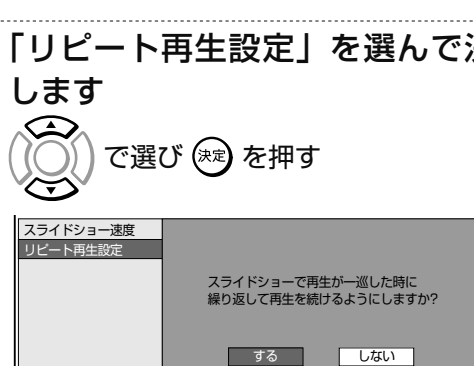 「リピート再生設定」を選んで
します
で選び 決定 を押す
スライドショー速度
リピート再生設定
スライドショーで再生が一巡した時に
繰り返して再生を続けるようにしますか?
する しない